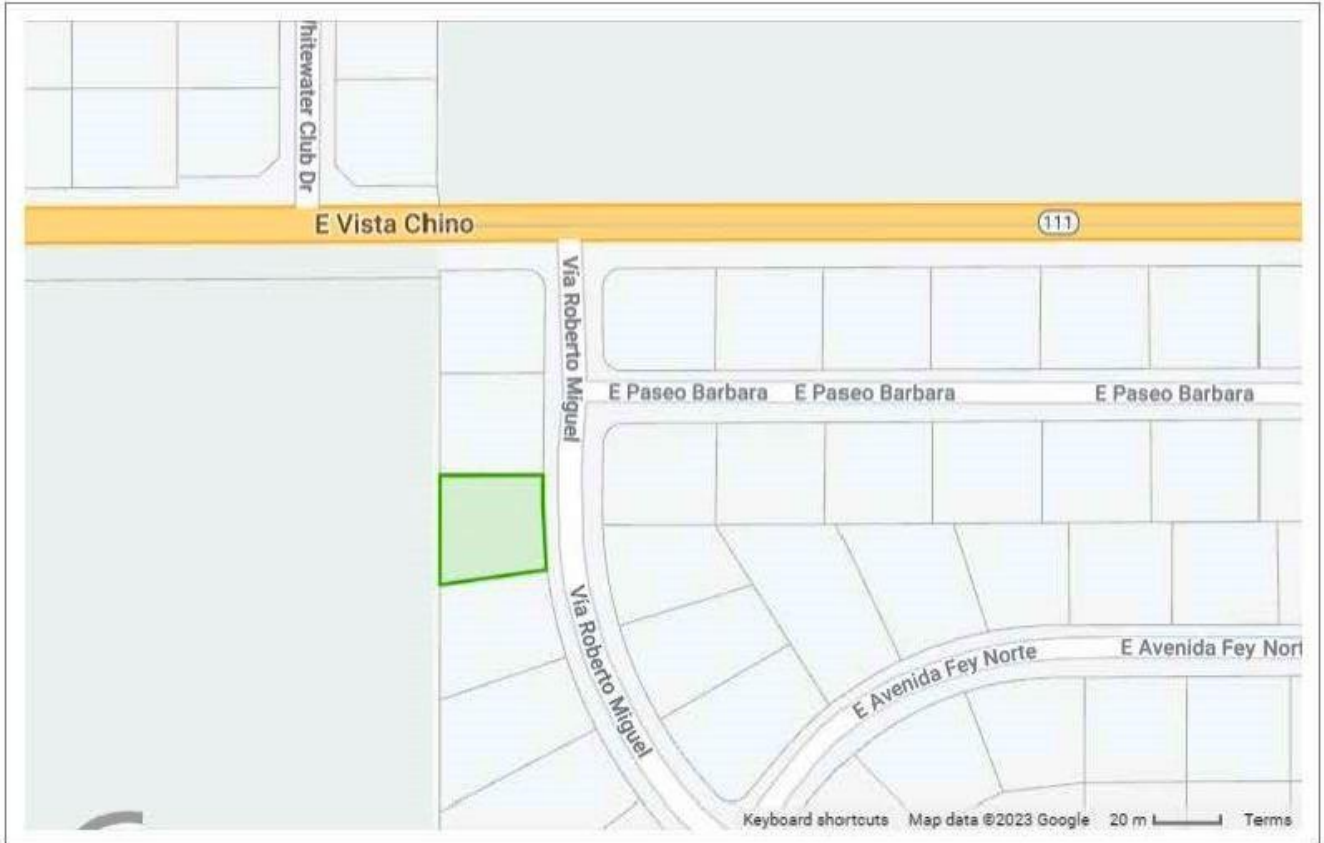 hitewater Club Dr
E Vista Chino
111
Via Roberto Miguel
E Paseo Barbara
E Paseo Barbara
E Paseo Barbara
Via Roberto Miguel
E Avenida Fey Norte
E Avenida Fey Nort
Keyboard shortcuts
Map data ©2023 Google
20 m
Terms